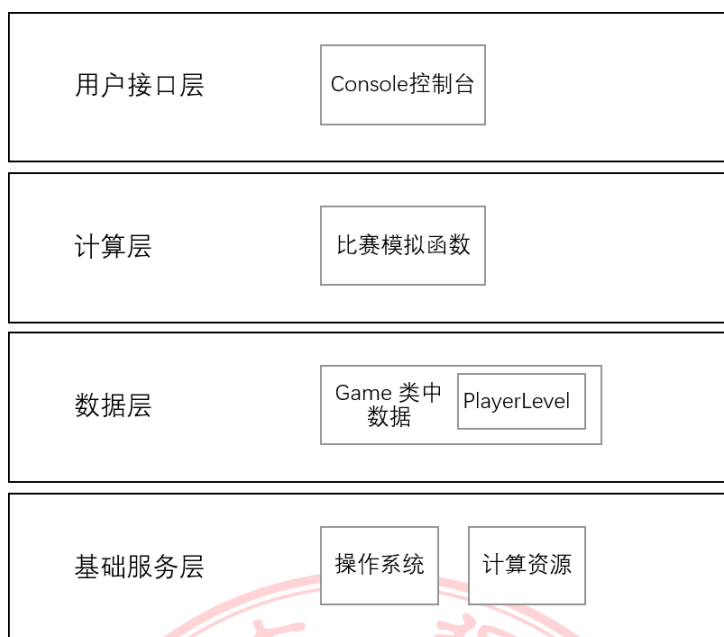 用户接口层
Console控制台
计算层
比赛模拟函数
数据层
Game 类中
数据
PlayerLevel
基础服务层
操作系统
计算资源